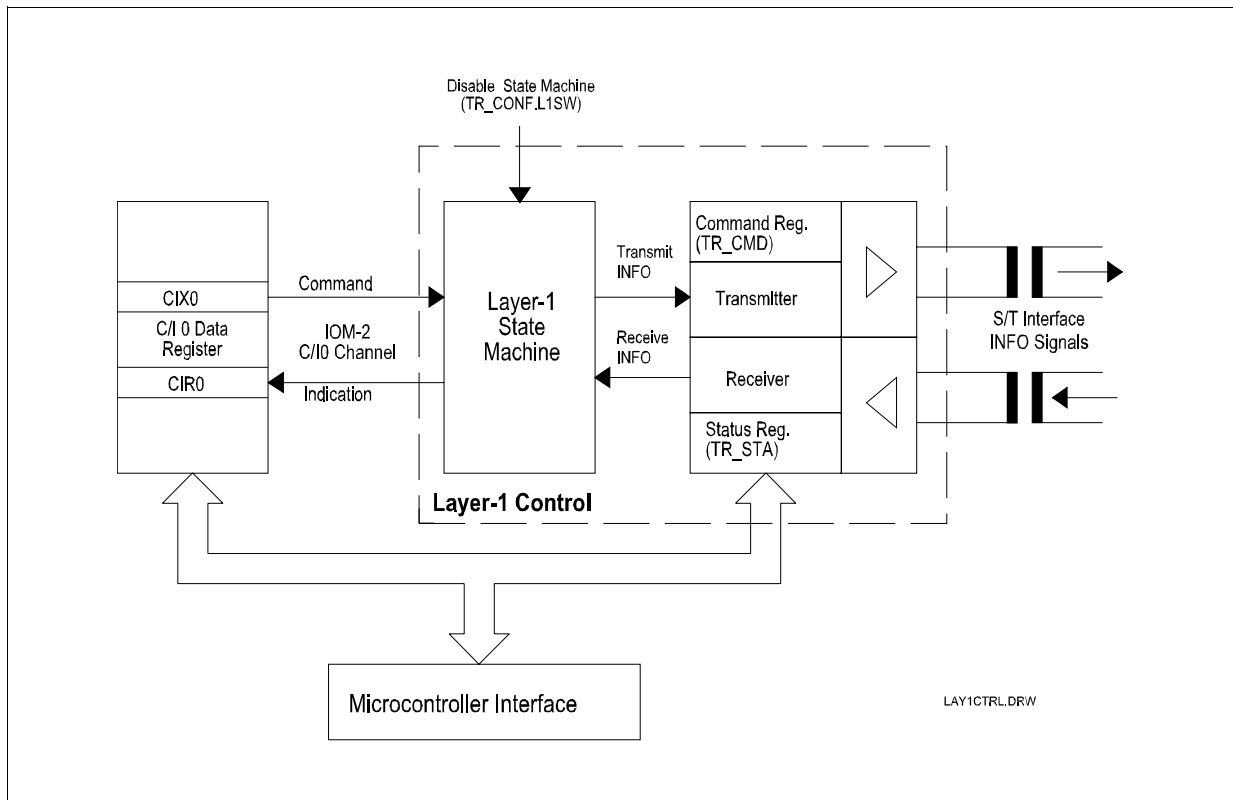 Disable State Machine
(TR_CONF.L1SW)
CIX0
C/I 0 Data
Register
CIR0
Command
IOM-2
C/I0 Channel
Indication
Layer-1
State
Machine
Transmit
INFO
Receive
INFO
Command Reg.
(TR_CMD)
Transmitter
Receiver
Status Reg.
(TR_STA)
S/T Interface
INFO Signals
Layer-1 Control
Microcontroller Interface
LAY1CTRL.DRW